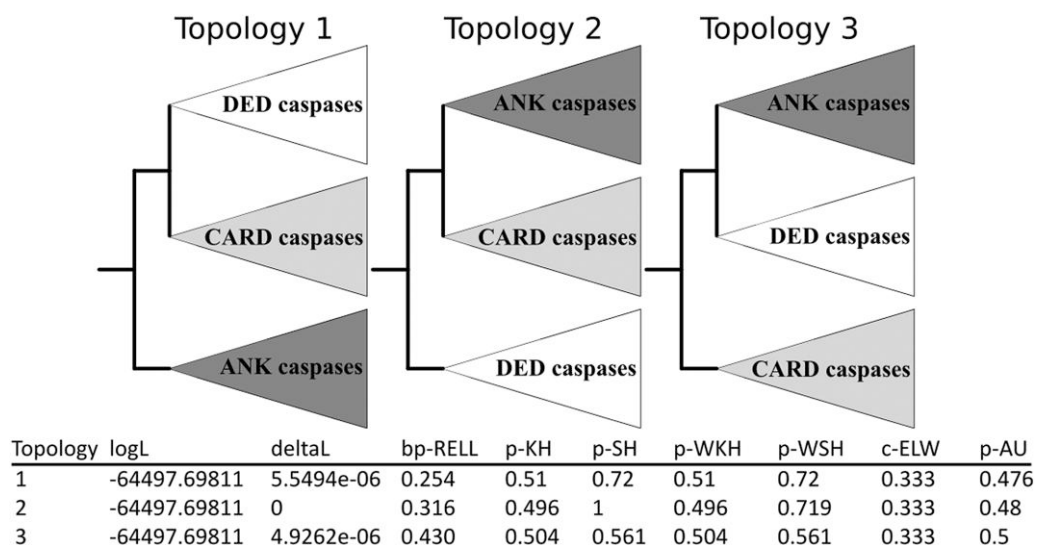 Topology 1 Topology 2 Topology 3
DED caspases ANK caspases ANK caspases
CARD caspases CARD caspases DED caspases
ANK caspases DED caspases CARD caspases
Topology logL deltaL bp-RELL p-KH p-SH p-WKH p-WSH c-ELW p-AU
1 -64497.69811 5.5494e-06 0.254 0.51 0.72 0.51 0.72 0.333 0.476
2 -64497.69811 0 0.316 0.496 1 0.496 0.719 0.333 0.48
3 -64497.69811 4.9262e-06 0.430 0.504 0.561 0.504 0.561 0.333 0.5